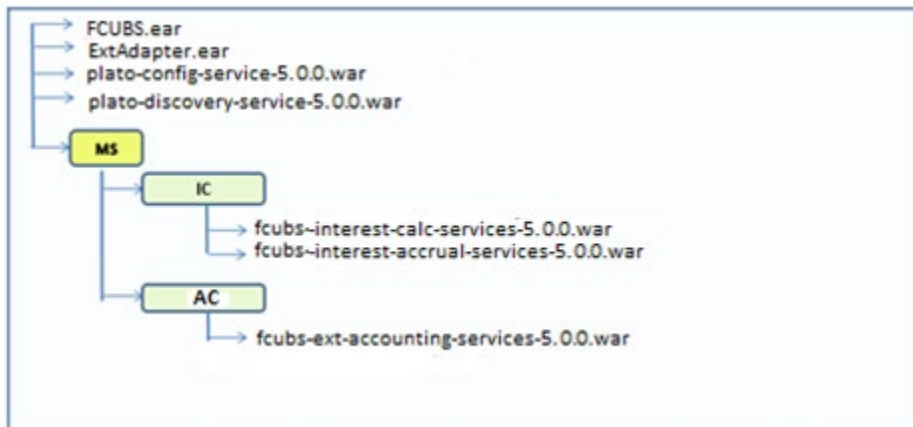 FCUBS.ear
ExtAdapter.ear
plato-config-service-5.0.0.war
plato-discovery-service-5.0.0.war
MS
IC
fcubs--interest-calc-services-5.0.0.war
fcubs--interest-accrual-services-5.0.0.war
AC
fcubs-ext-accounting-services-5.0.0.war